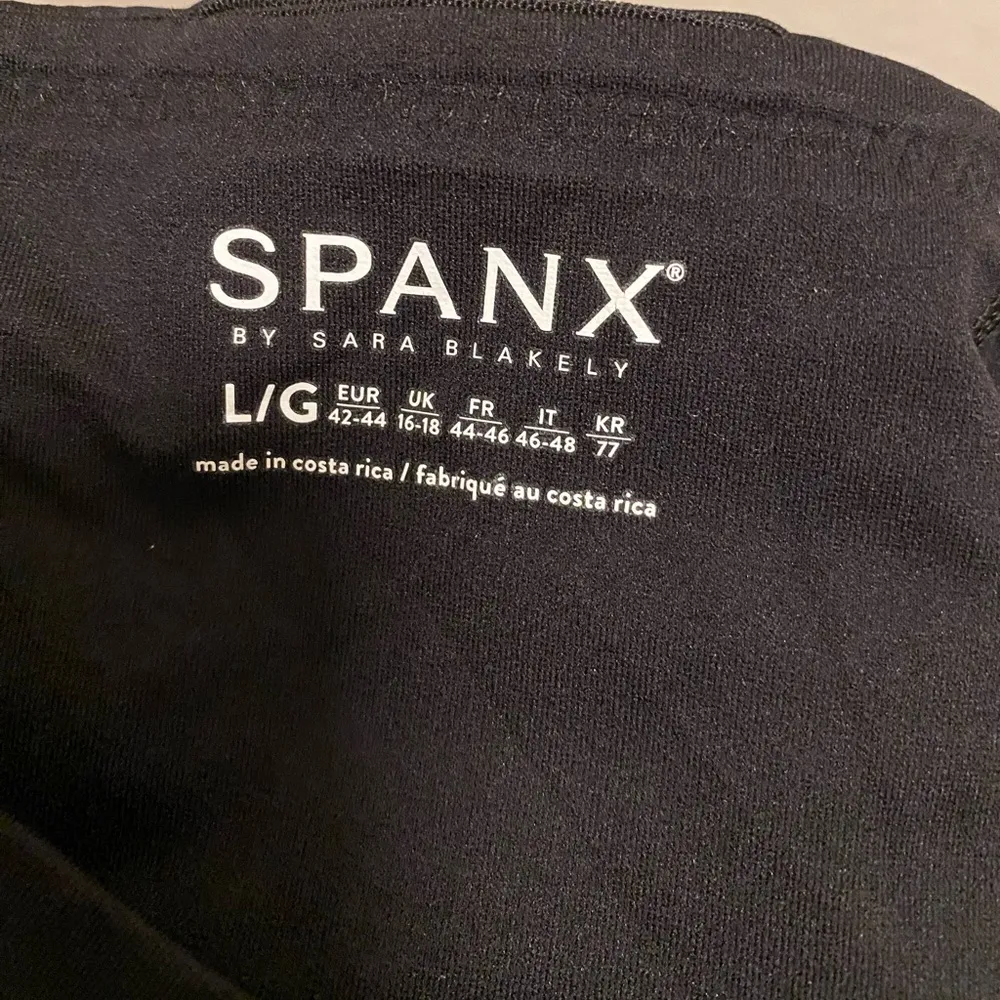 SPANX®
BY SARA BLAKELY
L/G EUR 42-44 UK 16-18 FR 44-46 IT 46-48 KR 77
made in costa rica / fabriqué au costa rica